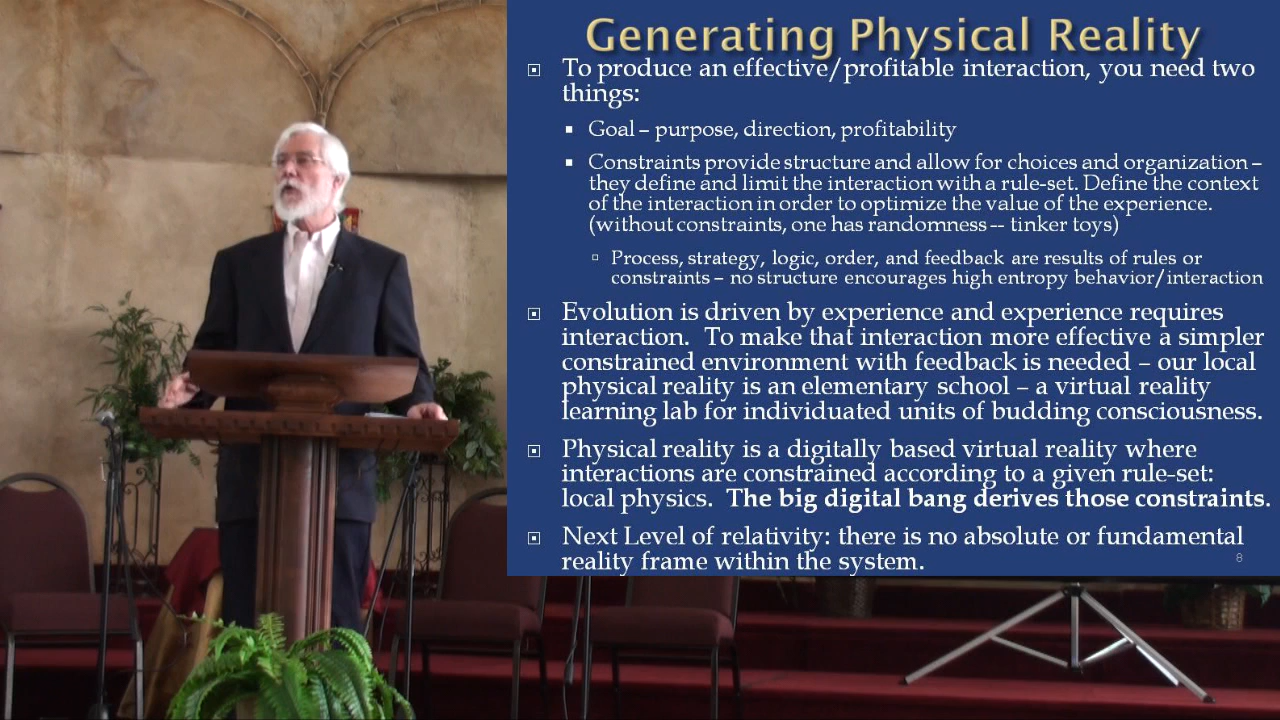 Generating Physical Reality
To produce an effective/profitable interaction, you need two
things:
Goal – purpose, direction, profitability
Constraints provide structure and allow for choices and organization –
they define and limit the interaction with a rule-set. Define the context
of the interaction in order to optimize the value of the experience.
(without constraints, one has randomness -- tinker toys)
Process, strategy, logic, order, and feedback are results of rules or
constraints – no structure encourages high entropy behavior/interaction
Evolution is driven by experience and experience requires
interaction. To make that interaction more effective a simpler
constrained environment with feedback is needed – our local
physical reality is an elementary school – a virtual reality
learning lab for individuated units of budding consciousness.
Physical reality is a digitally based virtual reality where
interactions are constrained according to a given rule-set:
local physics. The big digital bang derives those constraints.
Next Level of relativity: there is no absolute or fundamental
reality frame within the system.
8